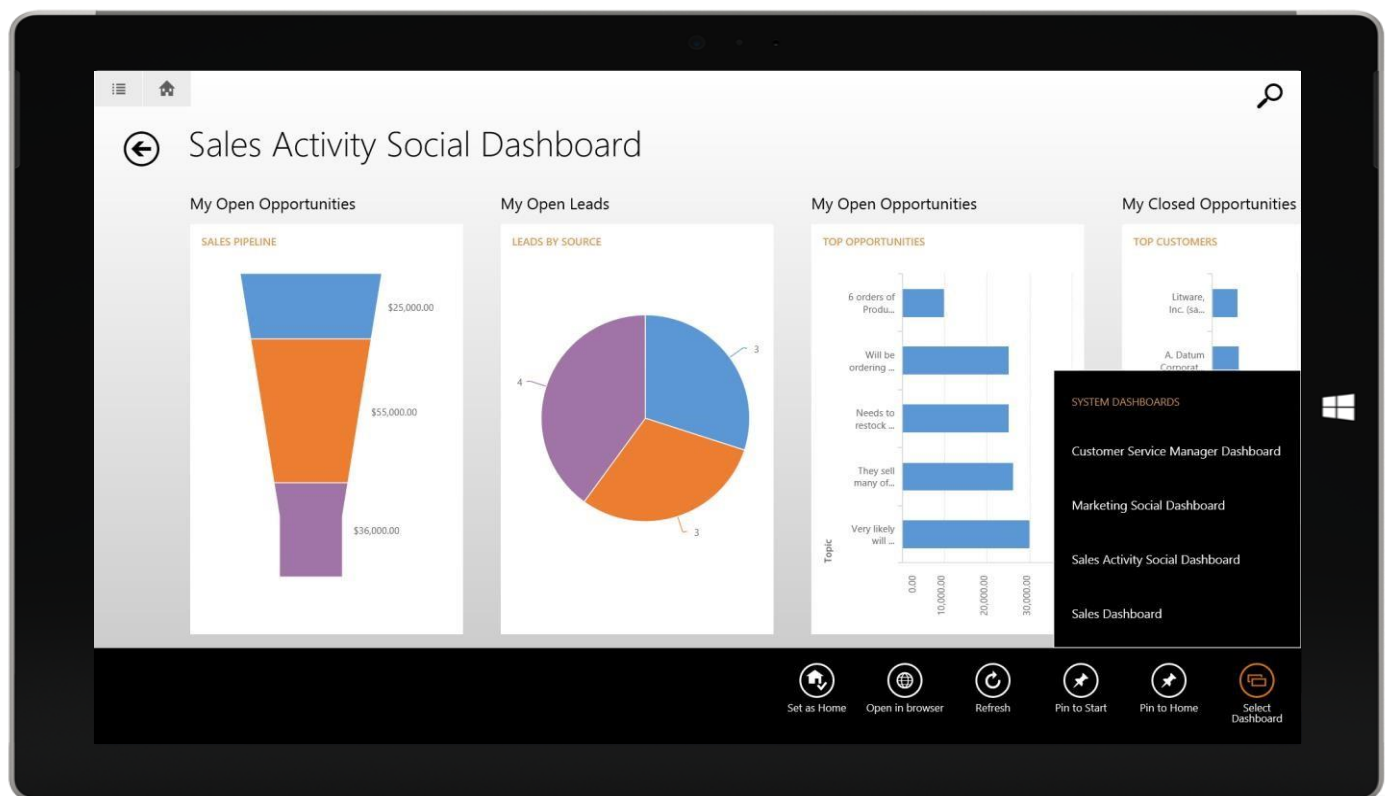 Sales Activity Social Dashboard
My Open Opportunities
SALES PIPELINE
$25,000.00
$55,000.00
$36,000.00
My Open Leads
LEADS BY SOURCE
3
4
3
My Open Opportunities
TOP OPPORTUNITIES
6 orders of
Produ...
Will be
ordering ...
Needs to
restock ...
They sell
many of...
Very likely
will ...
Topic
0.00
10,000.00
20,000.00
30,000.00
My Closed Opportunities
TOP CUSTOMERS
Litware,
Inc. (sa...
A. Datum
Corporat...
SYSTEM DASHBOARDS
Customer Service Manager Dashboard
Marketing Social Dashboard
Sales Activity Social Dashboard
Sales Dashboard
Set as Home
Open in browser
Refresh
Pin to Start
Pin to Home
Select
Dashboard